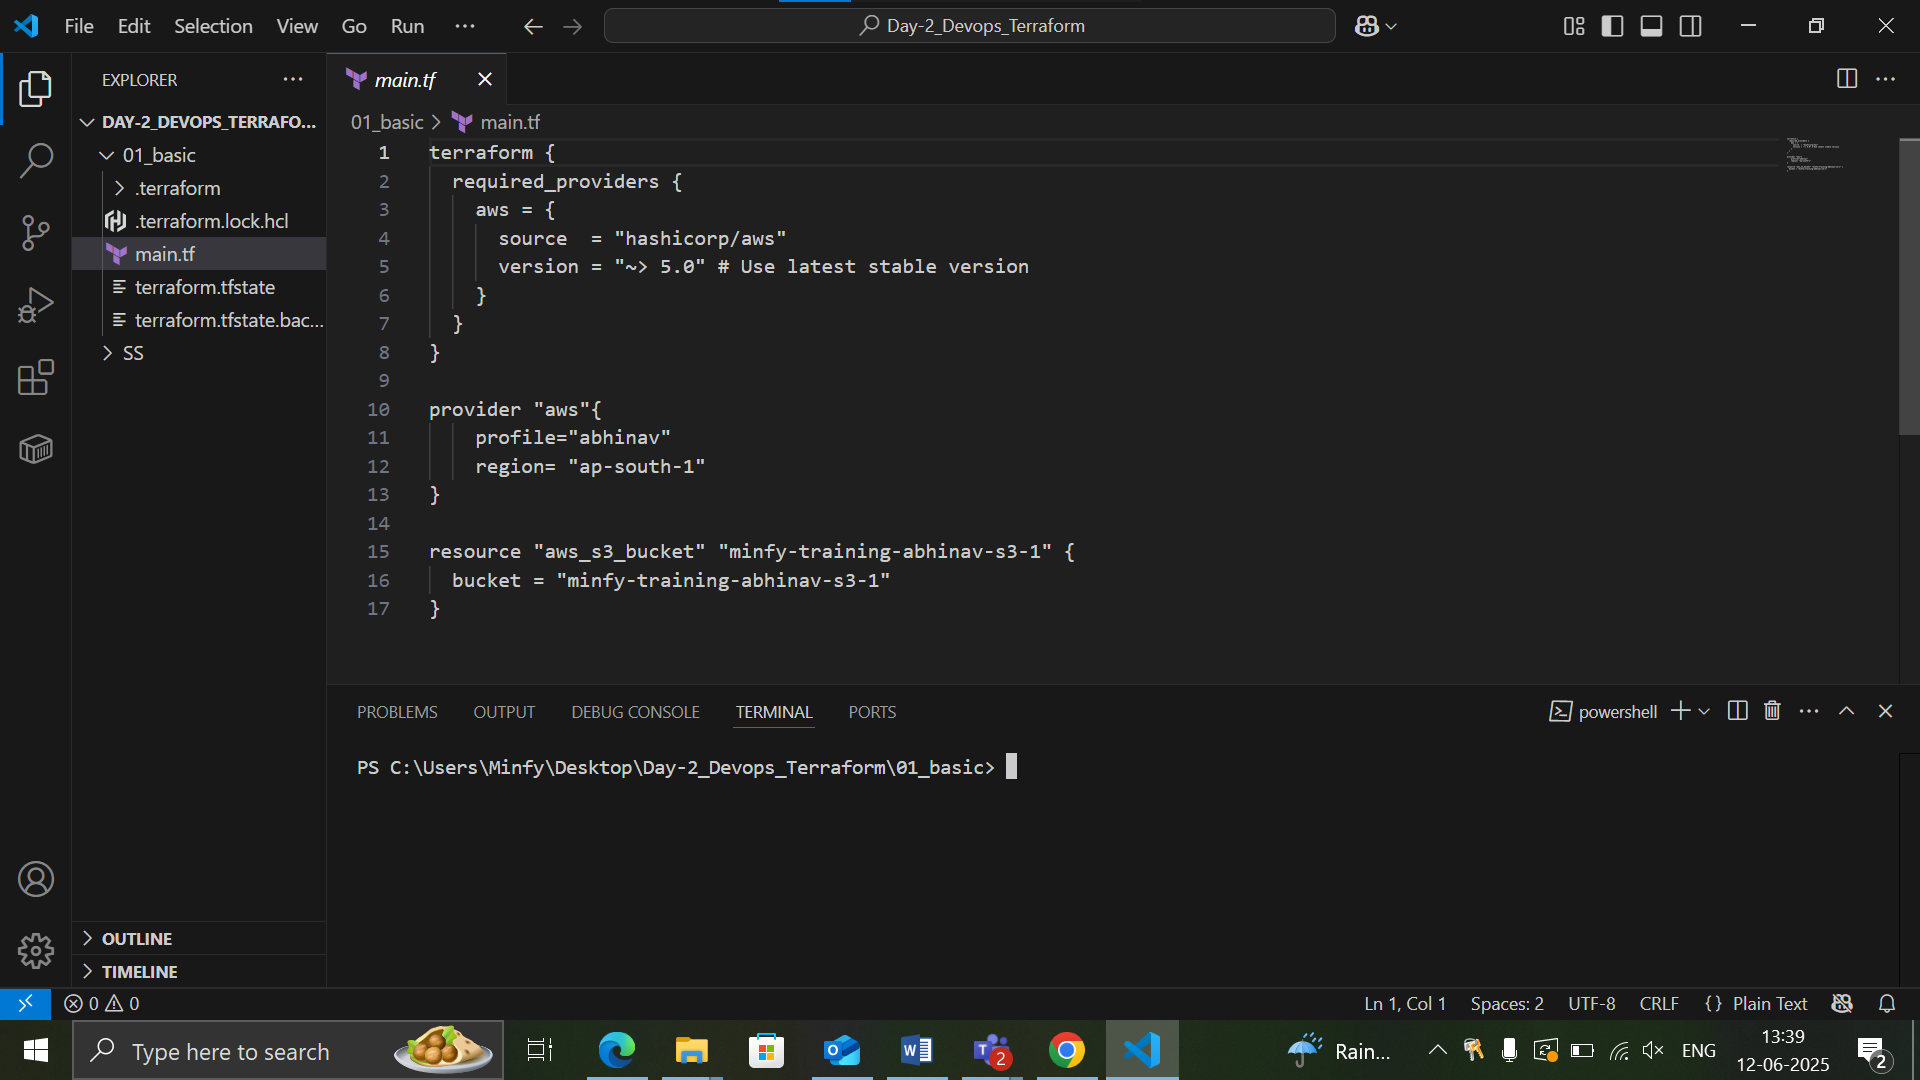 File Edit Selection View Go Run ···
Day-2_Devops_Terraform
EXPLORER
main.tf
DAY-2_DEVOPS_TERRAFO...
01_basic
.terraform
.terraform.lock.hcl
main.tf
terraform.tfstate
terraform.tfstate.bac...
SS
OUTLINE
TIMELINE
01_basic > main.tf
1 terraform {
2   required_providers {
3     aws = {
4       source  = "hashicorp/aws"
5       version = "~> 5.0" # Use latest stable version
6     }
7   }
8 }
9
10 provider "aws"{
11     profile="abhinav"
12     region= "ap-south-1"
13 }
14
15 resource "aws_s3_bucket" "minfy-training-abhinav-s3-1" {
16   bucket = "minfy-training-abhinav-s3-1"
17 }
PROBLEMS OUTPUT DEBUG CONSOLE TERMINAL PORTS
powershell
PS C:\Users\Minfy\Desktop\Day-2_Devops_Terraform\01_basic>
0 0
Ln 1, Col 1 Spaces: 2 UTF-8 CRLF {} Plain Text
Type here to search
2
Rain...
ENG
13:39
12-06-2025
2